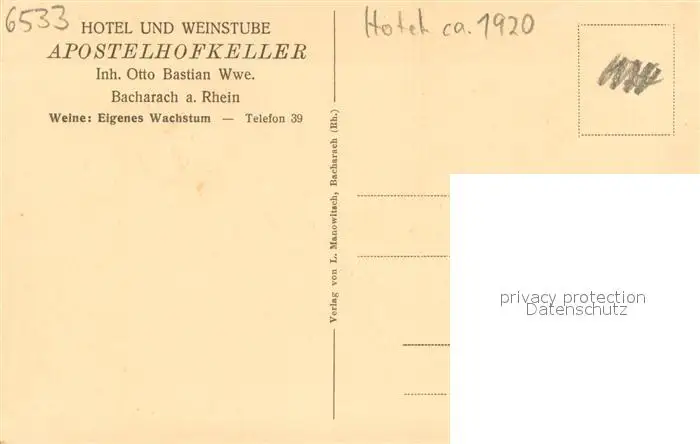 6533
HOTEL UND WEINSTUBE
APOSTELHOFKELLER
Inh. Otto Bastian Wwe.
Bacharach a. Rhein
Weine: Eigenes Wachstum — Telefon 39
Verlag von L. Manowitsch, Bacharach (Rh.)
Hotel ca. 1920
privacy protection
Datenschutz